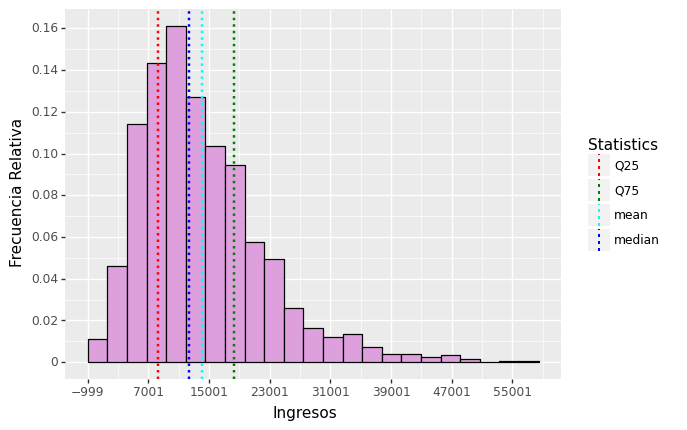 0.16
0.14
0.12
0.10
0.08
0.06
0.04
0.02
0
Frecuencia Relativa
−999
7001
15001
23001
31001
39001
47001
55001
Ingresos
Statistics
Q25
Q75
mean
median